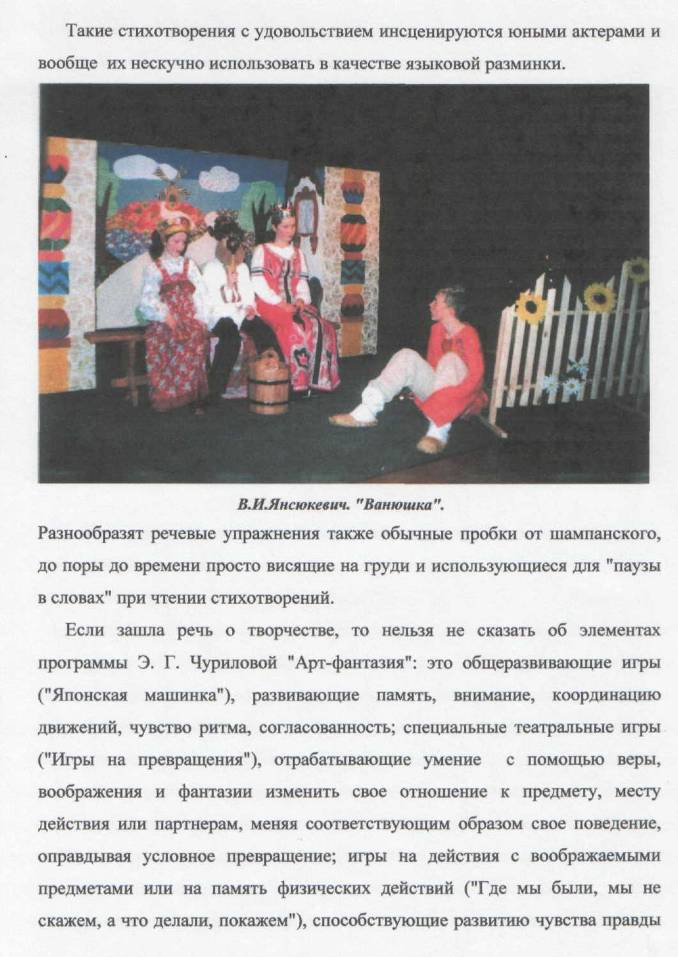 Такие стихотворения с удовольствием инсценируются юными актерами и
вообще их нескучно использовать в качестве языковой разминки.
В.И.Янсюкевич. "Ванюшка".
Разнообразят речевые упражнения также обычные пробки от шампанского,
до поры до времени просто висящие на груди и использующиеся для "паузы
в словах" при чтении стихотворений.
Если зашла речь о творчестве, то нельзя не сказать об элементах
программы Э. Г. Чуриловой "Арт-фантазия": это общеразвивающие игры
("Японская машинка"), развивающие память, внимание, координацию
движений, чувство ритма, согласованность; специальные театральные игры
("Игры на превращения"), отрабатывающие умение с помощью веры,
воображения и фантазии изменить свое отношение к предмету, месту
действия или партнерам, меняя соответствующим образом свое поведение,
оправдывая условное превращение; игры на действия с воображаемыми
предметами или на память физических действий ("Где мы были, мы не
скажем, а что делали, покажем"), способствующие развитию чувства правды